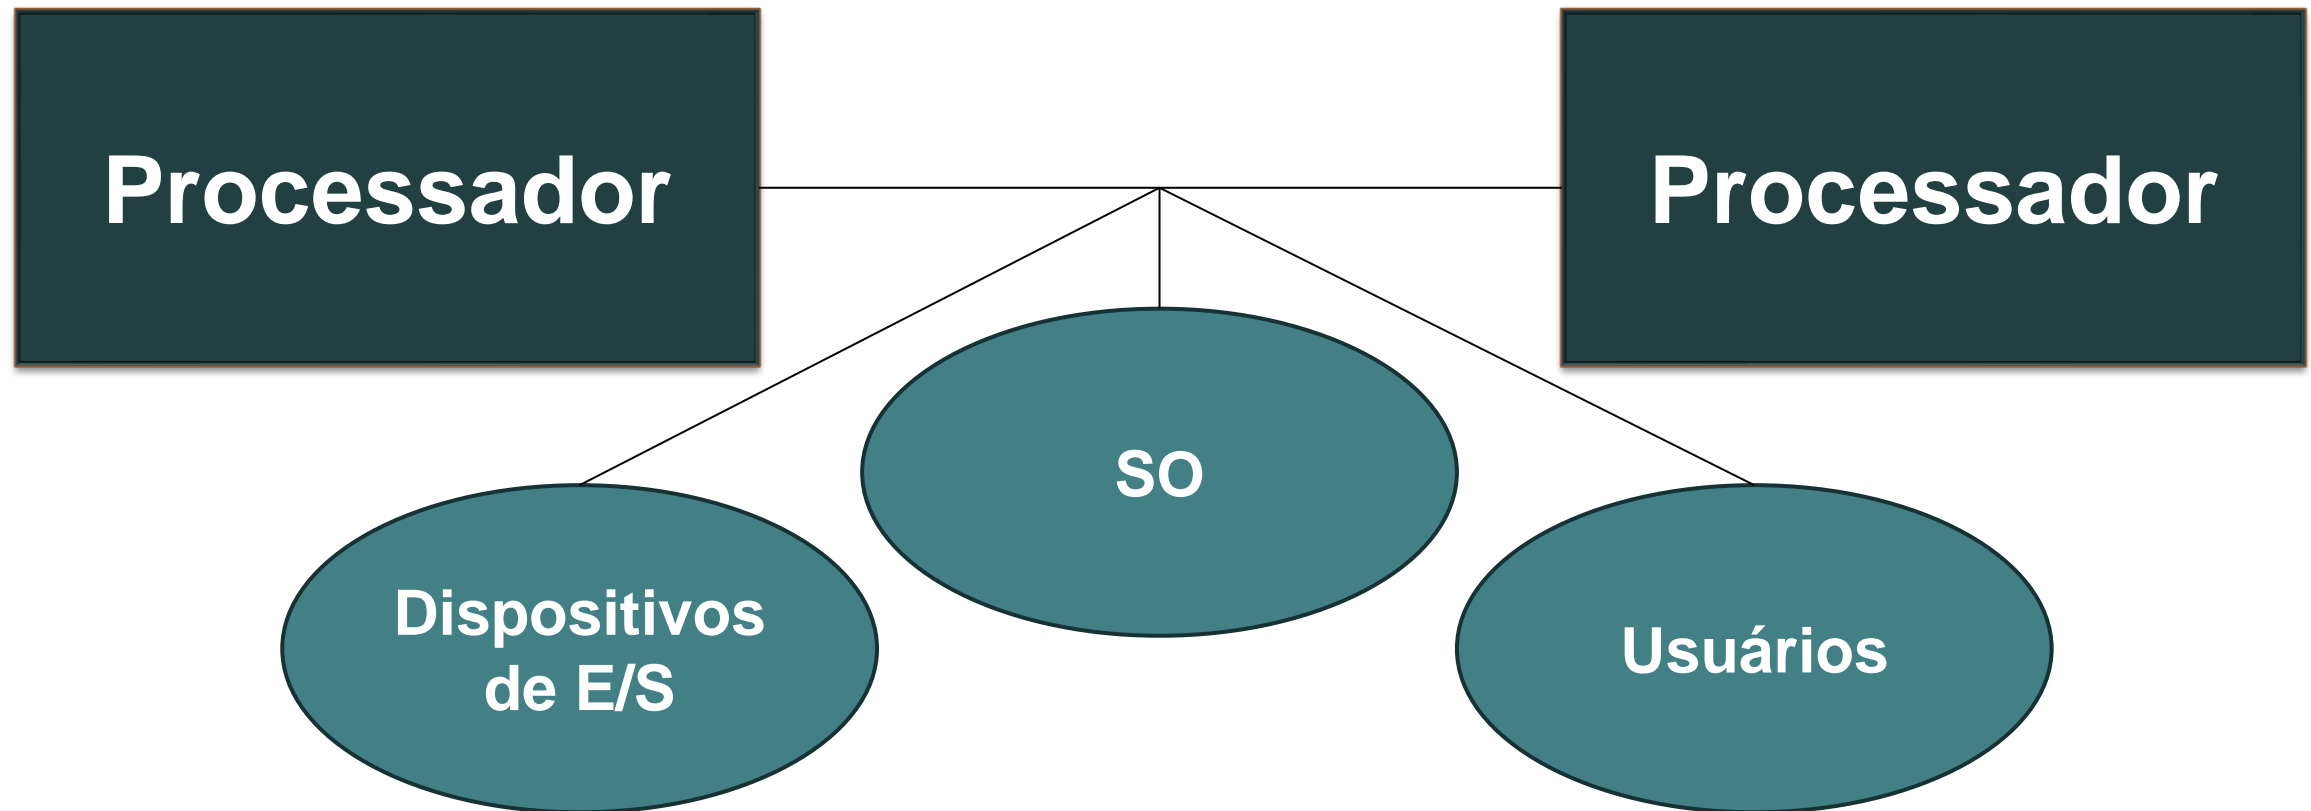 Processador
Processador
SO
Dispositivos
de E/S
Usuários